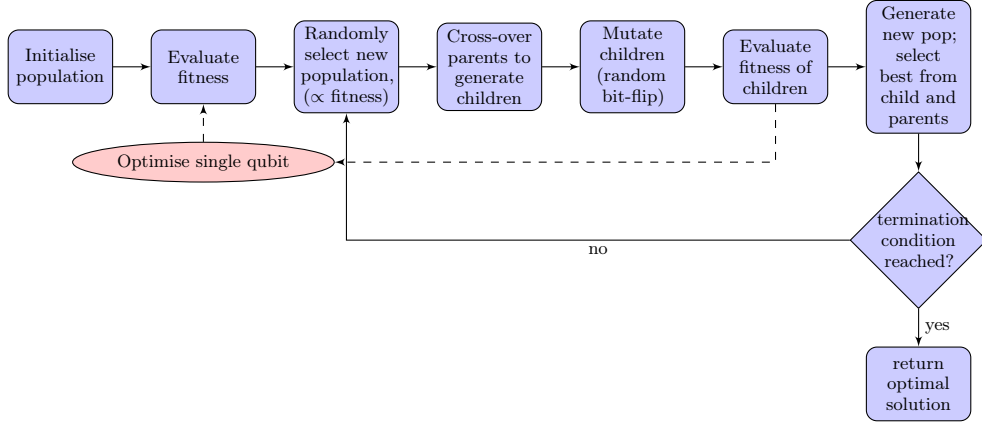 Initialise
population
Evaluate
fitness
Randomly
select new
population,
(∝ fitness)
Cross-over
parents to
generate
children
Mutate
children
(random
bit-flip)
Evaluate
fitness of
children
Generate
new pop;
select
best from
child and
parents
Optimise single qubit
termination
condition
reached?
no
yes
return
optimal
solution